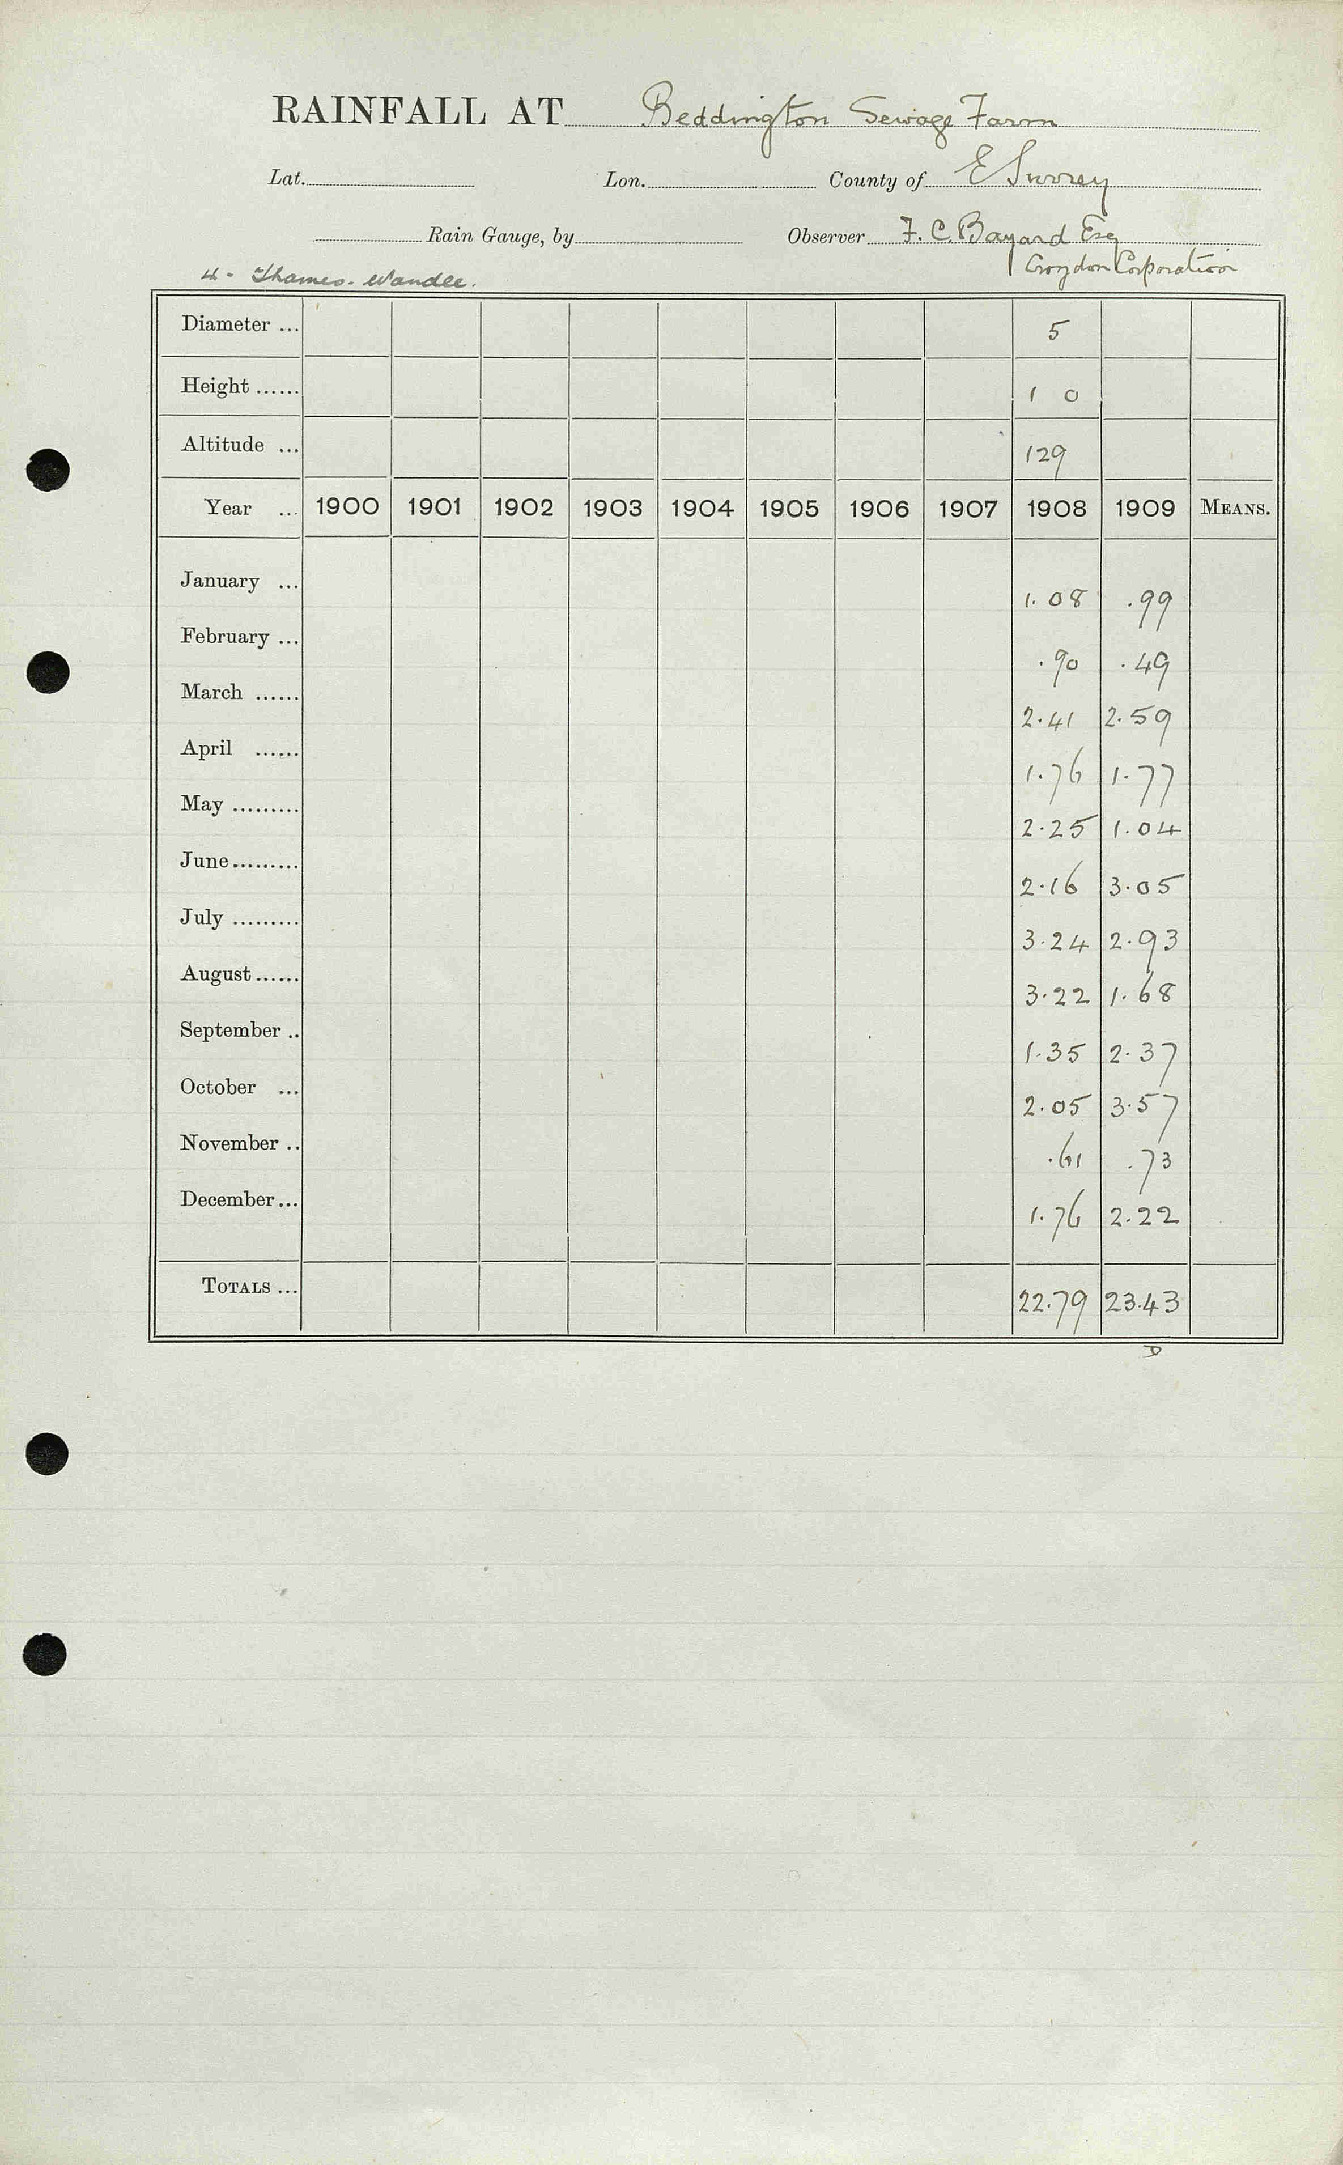 RAINFALL AT Beddington Sewage Farm
Lat. Lon. County of E Surrey
Rain Gauge, by Observer F. C. Bayard Esq
4 - Thames - Wandle. Croydon Corporation
Diameter ... 5
Height ...... 1 0
Altitude ... 129
Year ... 1900 1901 1902 1903 1904 1905 1906 1907 1908 1909 MEANS.
January ... 1.08 .99
February ... .90 .49
March ...... 2.41 2.59
April ...... 1.76 1.77
May ......... 2.25 1.04
June ......... 2.16 3.05
July ......... 3.24 2.93
August ...... 3.22 1.68
September .. 1.35 2.37
October ... 2.05 3.57
November .. .61 .73
December ... 1.76 2.22
TOTALS ... 22.79 23.43